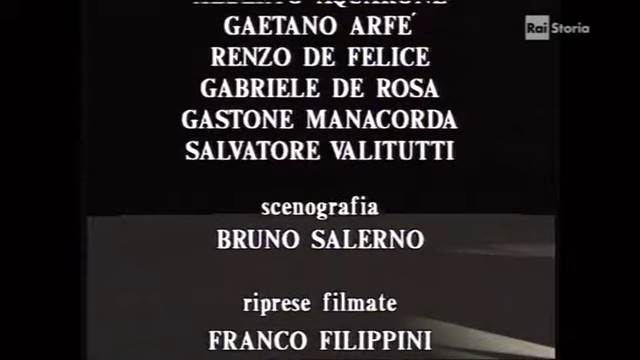 Rai Storia
GAETANO ARFE'
RENZO DE FELICE
GABRIELE DE ROSA
GASTONE MANACORDA
SALVATORE VALITUTTI
scenografia
BRUNO SALERNO
riprese filmate
FRANCO FILIPPINI